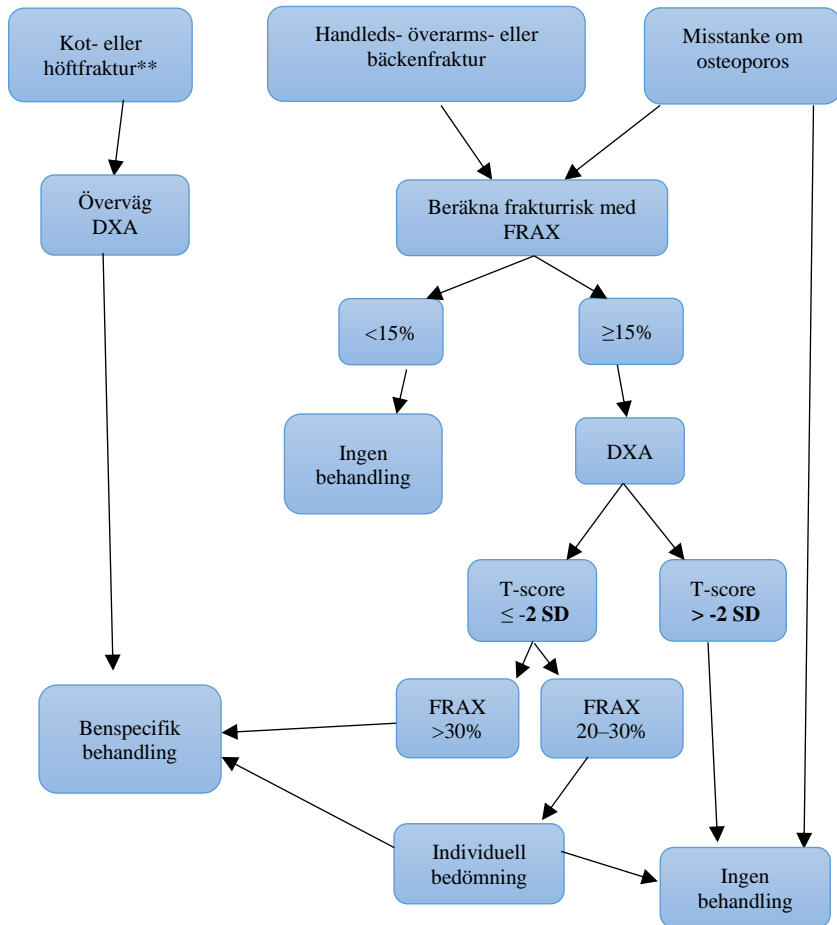 Kot- eller
höftfraktur**
Handleds- överarms- eller
bäckenfraktur
Misstanke om
osteoporos
Överväg
DXA
Beräkna frakturrisk med
FRAX
<15%
≥15%
Ingen
behandling
DXA
T-score
≤ -2 SD
T-score
> -2 SD
Benspecifik
behandling
FRAX
>30%
FRAX
20–30%
Individuell
bedömning
Ingen
behandling